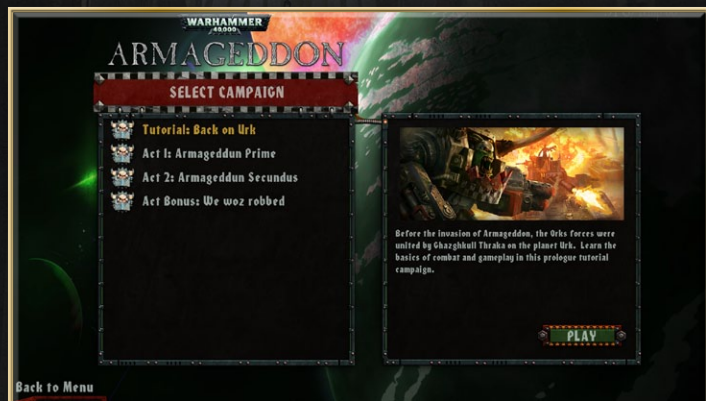 WARHAMMER
40,000
ARMAGEDDON
SELECT CAMPAIGN
Tutorial: Back on Urk
Act 1: Armageddun Prime
Act 2: Armageddun Secundus
Act Bonus: We woz robbed
Before the invasion of Armageddon, the Orks forces were
united by Ghazghkull Thraka on the planet Urk. Learn the
basics of combat and gameplay in this prologue tutorial
campaign.
PLAY
Back to Menu